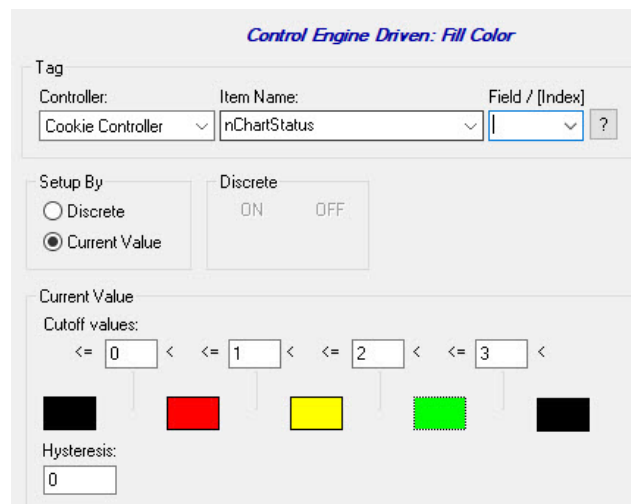 Control Engine Driven: Fill Color
Tag
Controller: Item Name: Field / [Index]
Cookie Controller nChartStatus ?
Setup By Discrete
Discrete ON OFF
Current Value
Current Value
Cutoff values:
<= 0 < <= 1 < <= 2 < <= 3 <
Hysteresis:
0